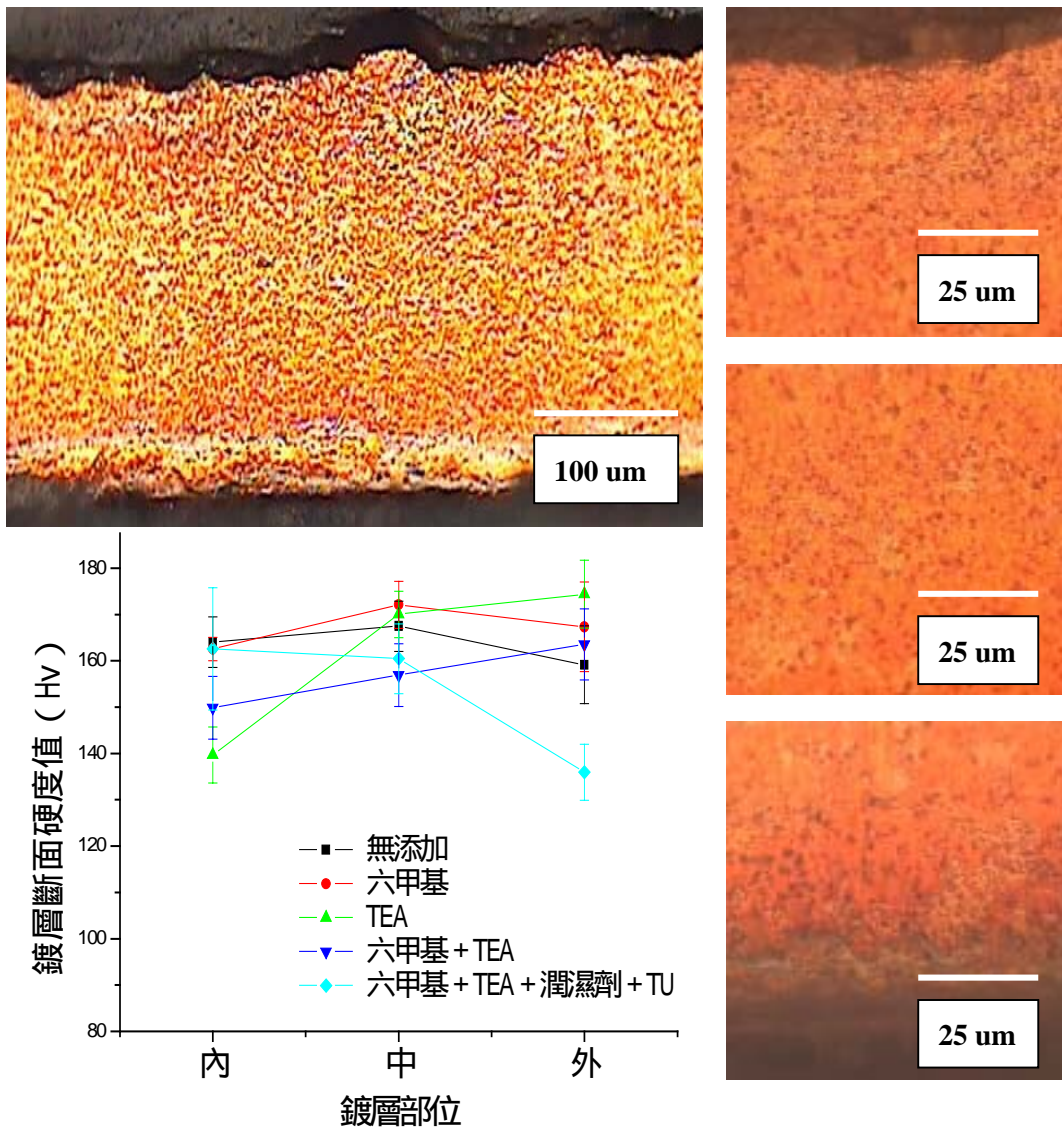 100 um
25 um
25 um
25 um
鍍層斷面硬度值 ( Hv )
180
160
140
120
100
80
無添加
六甲基
TEA
六甲基 + TEA
六甲基 + TEA + 潤濕劑 + TU
內
中
外
鍍層部位